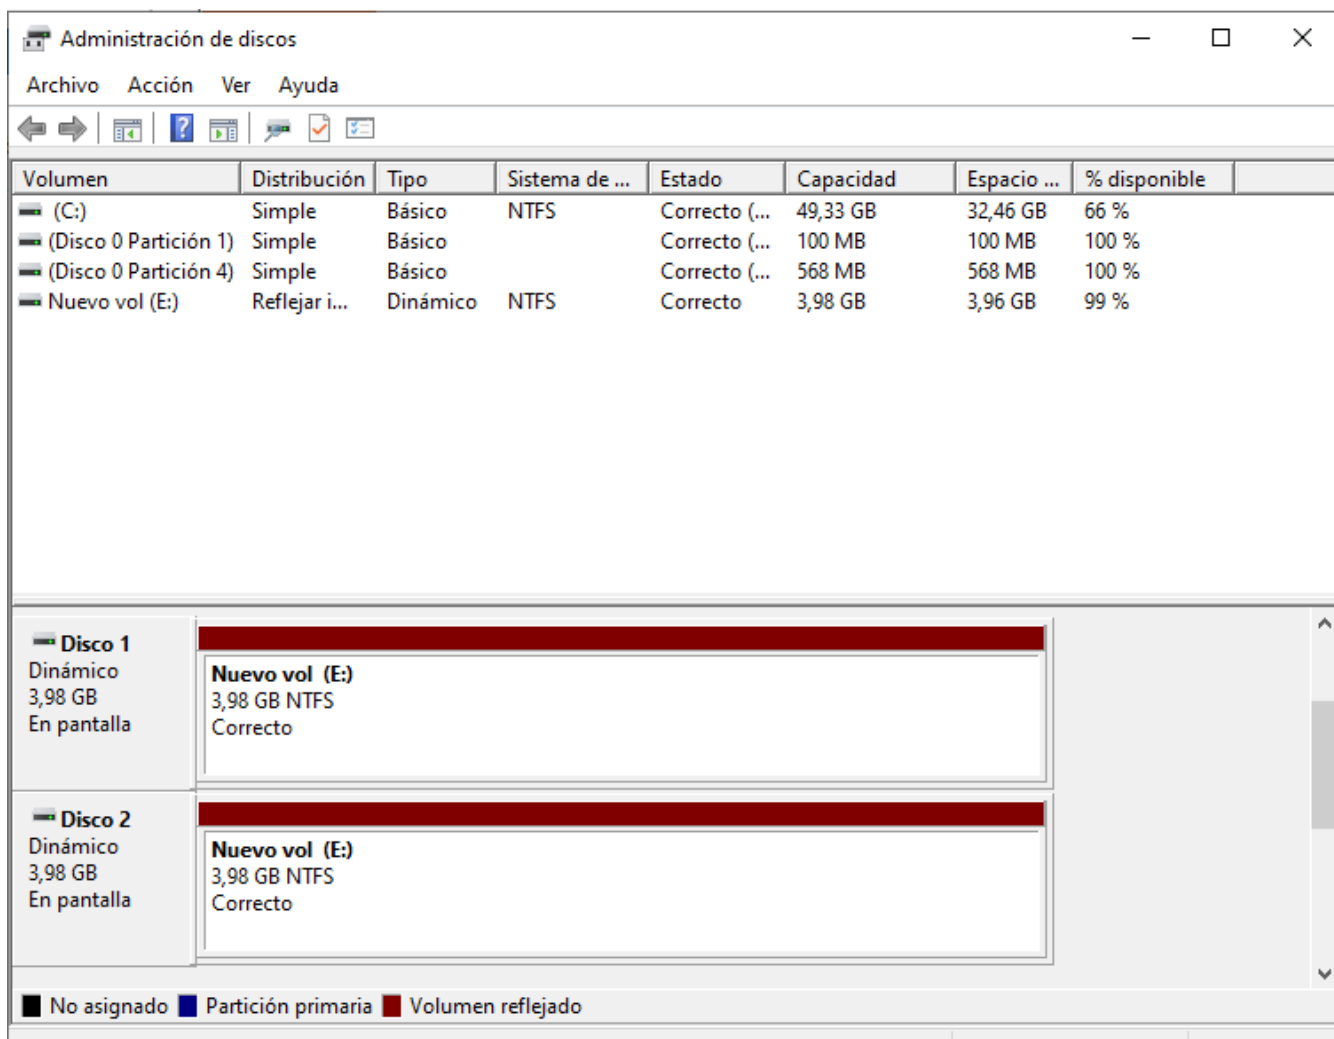 Administración de discos
Archivo Acción Ver Ayuda
Volumen Distribución Tipo Sistema de ... Estado Capacidad Espacio ... % disponible
(C:) Simple Básico NTFS Correcto (... 49,33 GB 32,46 GB 66 %
(Disco 0 Partición 1) Simple Básico Correcto (... 100 MB 100 MB 100 %
(Disco 0 Partición 4) Simple Básico Correcto (... 568 MB 568 MB 100 %
Nuevo vol (E:) Reflejar i... Dinámico NTFS Correcto 3,98 GB 3,96 GB 99 %
Disco 1
Dinámico
3,98 GB
En pantalla
Nuevo vol (E:)
3,98 GB NTFS
Correcto
Disco 2
Dinámico
3,98 GB
En pantalla
Nuevo vol (E:)
3,98 GB NTFS
Correcto
No asignado Partición primaria Volumen reflejado